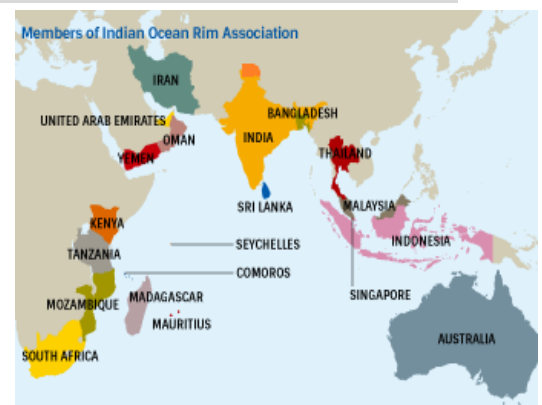 Members of Indian Ocean Rim Association
IRAN
UNITED ARAB EMIRATES
BANGLADESH
OMAN
INDIA
YEMEN
THAILAND
SRI LANKA
MALAYSIA
KENYA
SEYCHELLES
INDONESIA
TANZANIA
COMOROS
MADAGASCAR
SINGAPORE
MOZAMBIQUE
MAURITIUS
AUSTRALIA
SOUTH AFRICA